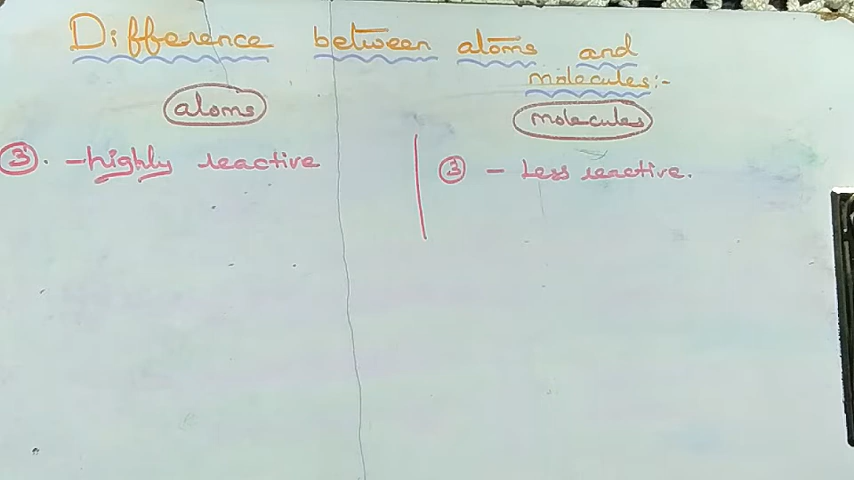 Difference between atoms and
molecules:-
atoms
molecules
3. - highly reactive
3 - Less reactive.